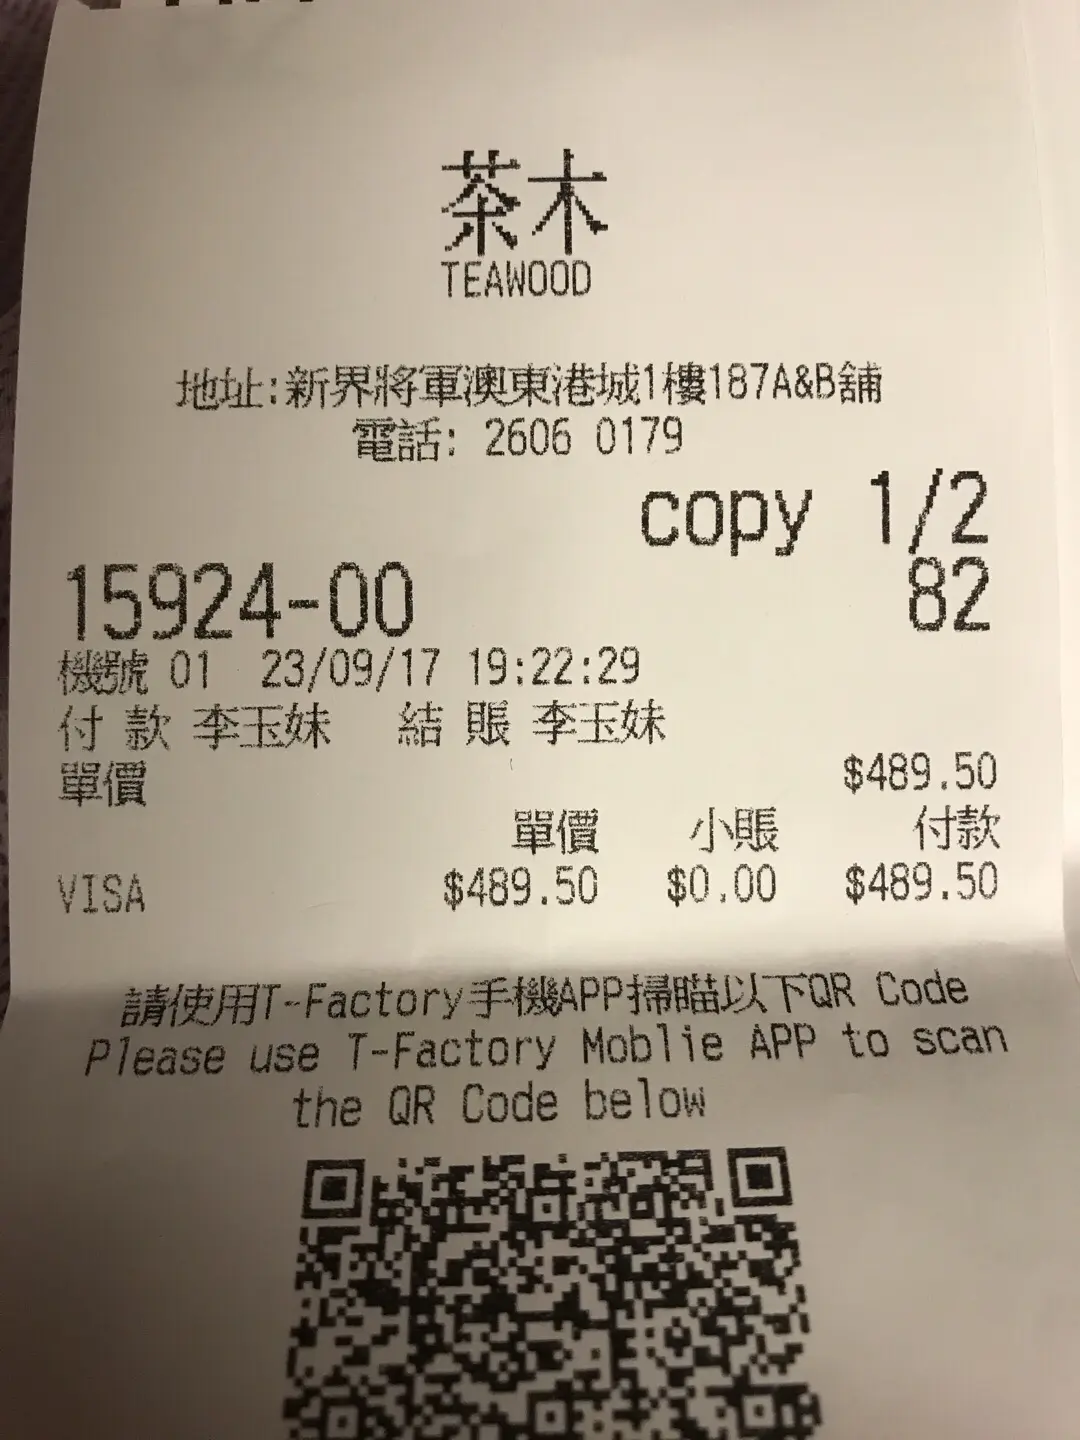 茶木
TEAWOOD
地址:新界將軍澳東港城1樓187A&B舖
電話: 2606 0179
copy 1/2
15924-00 82
機號 01 23/09/17 19:22:29
付 款 李玉妹 結 賬 李玉妹
單價 $489.50
單價 小賬 付款
VISA $489.50 $0.00 $489.50
請使用T-Factory手機APP掃瞄以下QR Code
Please use T-Factory Moblie APP to scan
the QR Code below